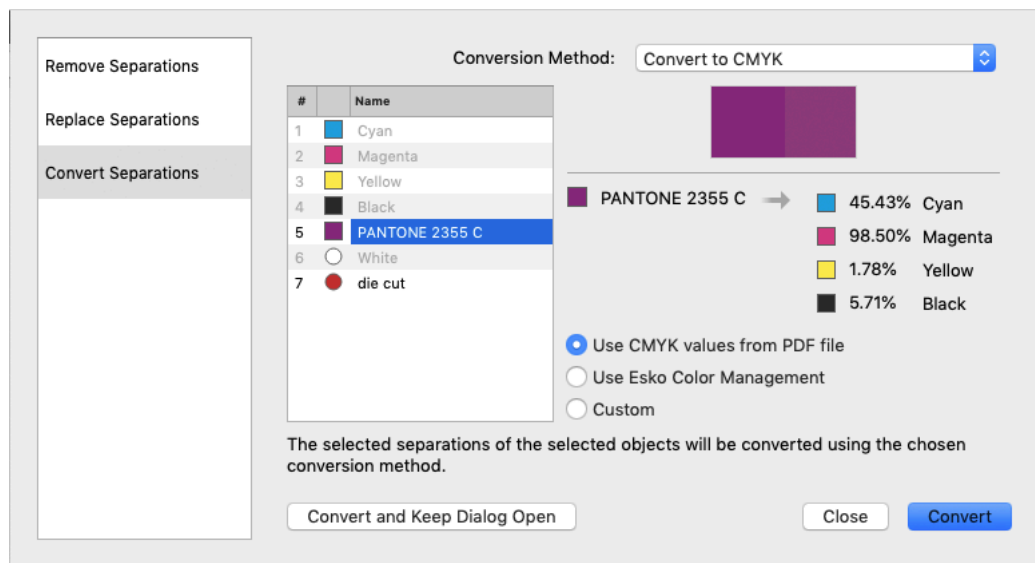 Remove Separations
Replace Separations
Convert Separations
Conversion Method: Convert to CMYK
# Name
1 Cyan
2 Magenta
3 Yellow
4 Black
5 PANTONE 2355 C
6 White
7 die cut
PANTONE 2355 C
45.43% Cyan
98.50% Magenta
1.78% Yellow
5.71% Black
Use CMYK values from PDF file
Use Esko Color Management
Custom
The selected separations of the selected objects will be converted using the chosen
conversion method.
Convert and Keep Dialog Open Close Convert